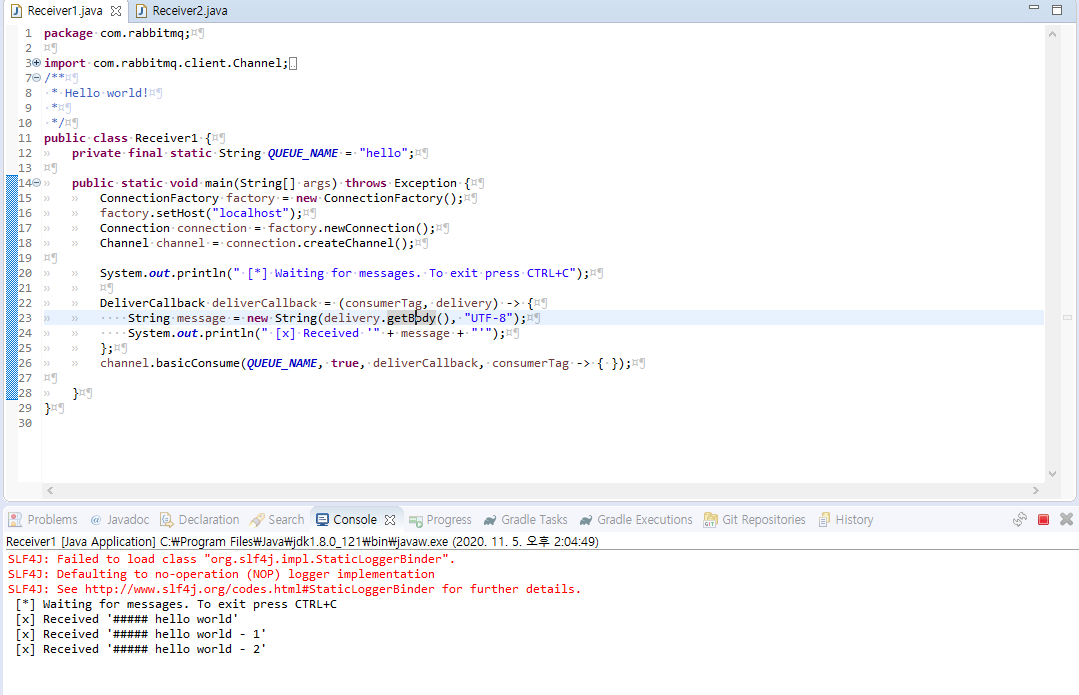 Receiver1.java Receiver2.java
1 package com.rabbitmq;
2
3 import com.rabbitmq.client.Channel;
7 /**
8 * Hello world!
9 *
10 */
11 public class Receiver1 {
12 private final static String QUEUE_NAME = "hello";
13
14 public static void main(String[] args) throws Exception {
15 ConnectionFactory factory = new ConnectionFactory();
16 factory.setHost("localhost");
17 Connection connection = factory.newConnection();
18 Channel channel = connection.createChannel();
19
20 System.out.println(" [*] Waiting for messages. To exit press CTRL+C");
21
22 DeliverCallback deliverCallback = (consumerTag, delivery) -> {
23 String message = new String(delivery.getBody(), "UTF-8");
24 System.out.println(" [x] Received '" + message + "'");
25 };
26 channel.basicConsume(QUEUE_NAME, true, deliverCallback, consumerTag -> { });
27
28 }
29 }
30
Problems Javadoc Declaration Search Console Progress Gradle Tasks Gradle Executions Git Repositories History
Receiver1 [Java Application] C:₩Program Files₩Java₩jdk1.8.0_121₩bin₩javaw.exe (2020. 11. 5. 오후 2:04:49)
SLF4J: Failed to load class "org.slf4j.impl.StaticLoggerBinder".
SLF4J: Defaulting to no-operation (NOP) logger implementation
SLF4J: See http://www.slf4j.org/codes.html#StaticLoggerBinder for further details.
[*] Waiting for messages. To exit press CTRL+C
[x] Received '##### hello world'
[x] Received '##### hello world - 1'
[x] Received '##### hello world - 2'